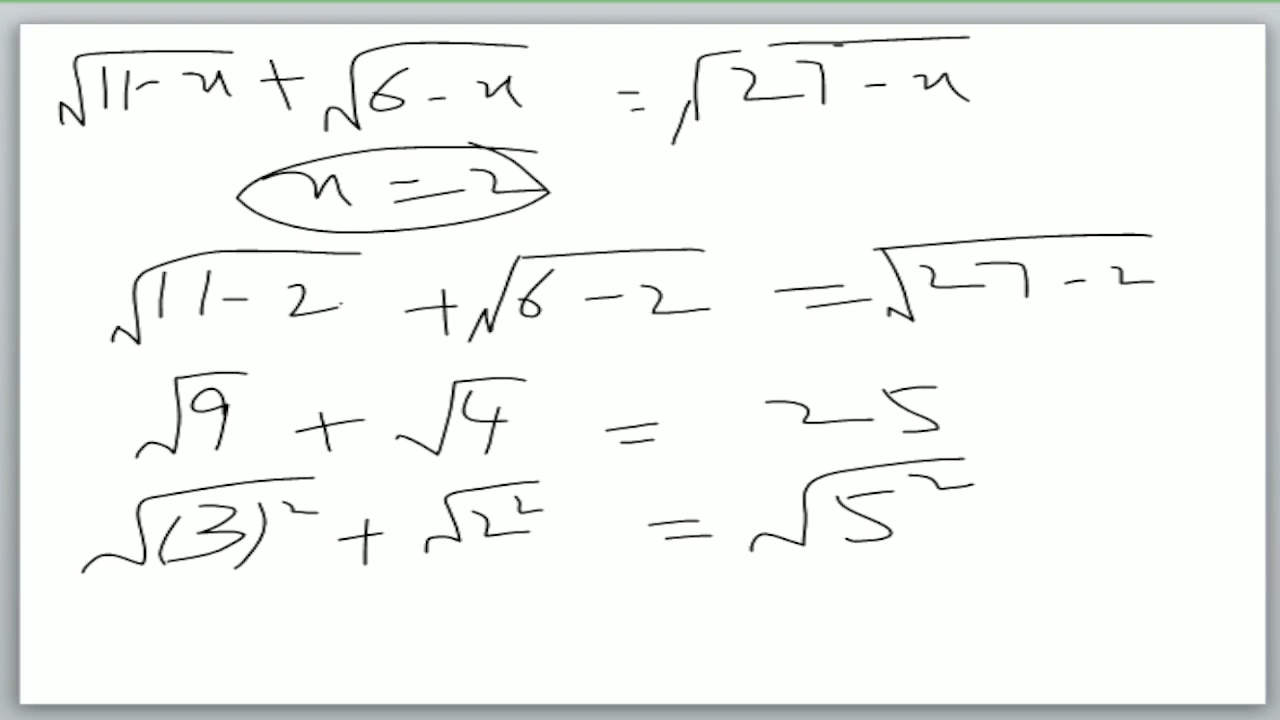 √11-x + √6-x = √27-x
x = 2
√11-2 + √6-2 = √27-2
√9 + √4 = 25
√(3)² + √2² = √5²